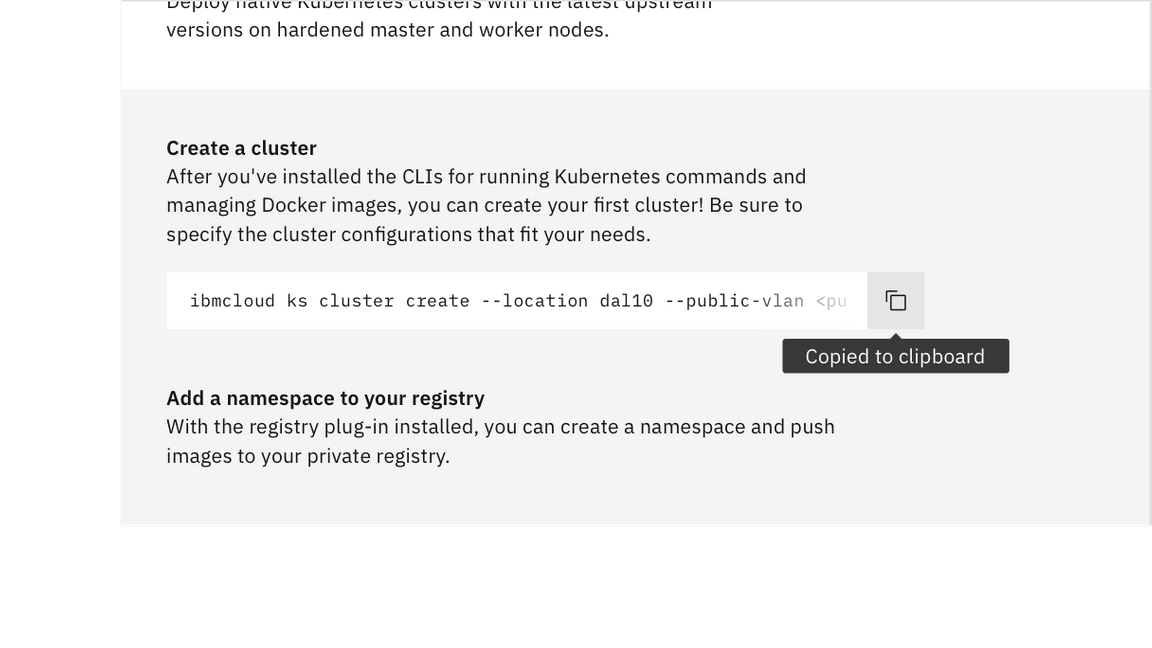 Deploy native Kubernetes clusters with the latest upstream
versions on hardened master and worker nodes.
Create a cluster
After you've installed the CLIs for running Kubernetes commands and
managing Docker images, you can create your first cluster! Be sure to
specify the cluster configurations that fit your needs.
ibmcloud ks cluster create --location dal10 --public-vlan <pu
Copied to clipboard
Add a namespace to your registry
With the registry plug-in installed, you can create a namespace and push
images to your private registry.